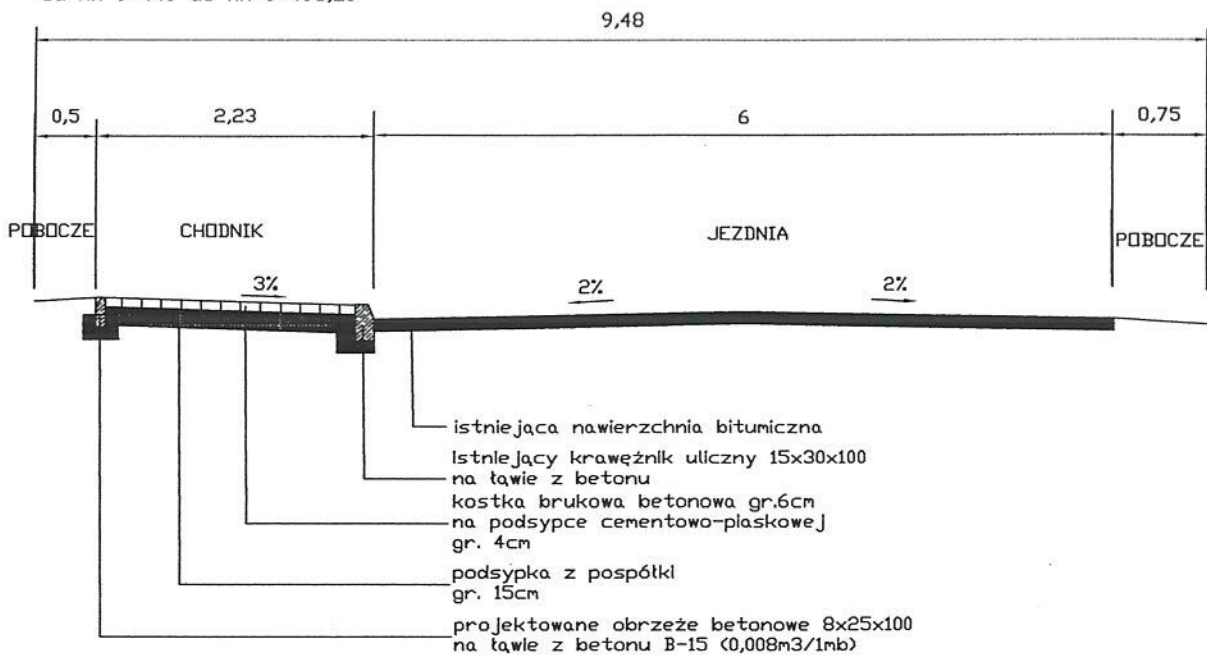 9,48
0,5 2,23 6 0,75
POBOCZE CHODNIK JEZDNIA POBOCZE
3% 2% 2%
istniejąca nawierzchnia bitumiczna
istniejący krawężnik uliczny 15x30x100
na ławie z betonu
kostka brukowa betonowa gr.6cm
na podsypce cementowo-piaskowej
gr. 4cm
podsypka z pospółki
gr. 15cm
projektowane obrzeże betonowe 8x25x100
na ławie z betonu B-15 (0,008m3/1mb)